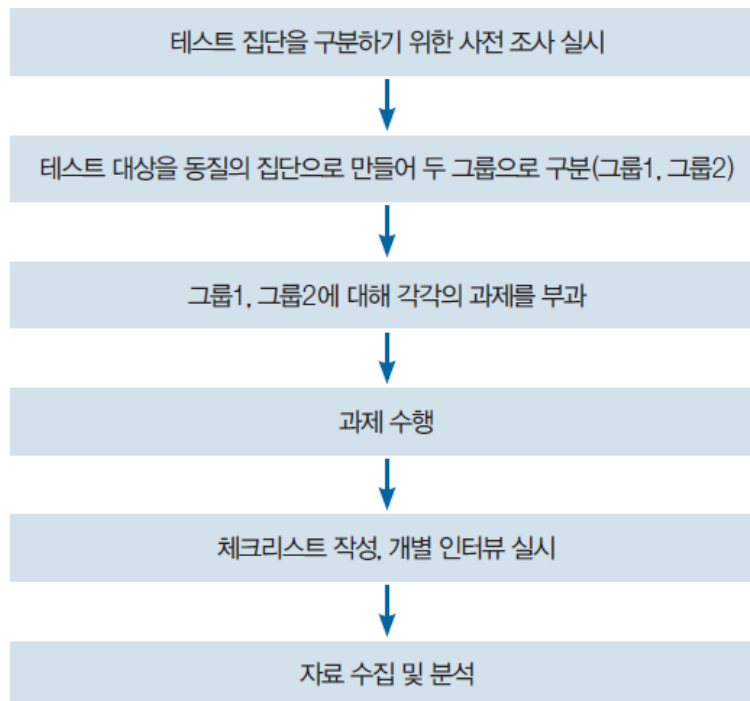 테스트 집단을 구분하기 위한 사전 조사 실시
테스트 대상을 동질의 집단으로 만들어 두 그룹으로 구분(그룹1, 그룹2)
그룹1, 그룹2에 대해 각각의 과제를 부과
과제 수행
체크리스트 작성, 개별 인터뷰 실시
자료 수집 및 분석